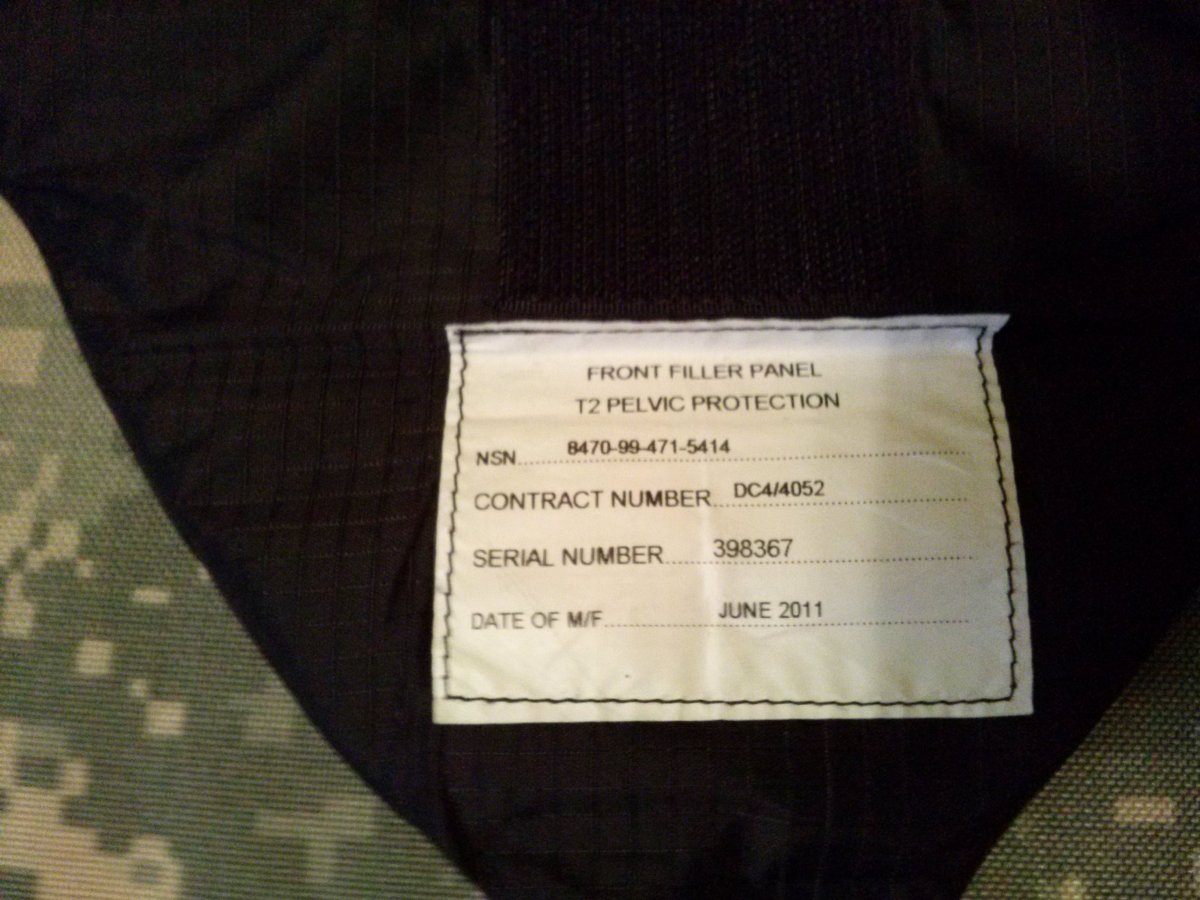 FRONT FILLER PANEL
T2 PELVIC PROTECTION
NSN........ 8470-99-471-5414
CONTRACT NUMBER.... DC4/4052
SERIAL NUMBER........ 398367
DATE OF M/F............ JUNE 2011